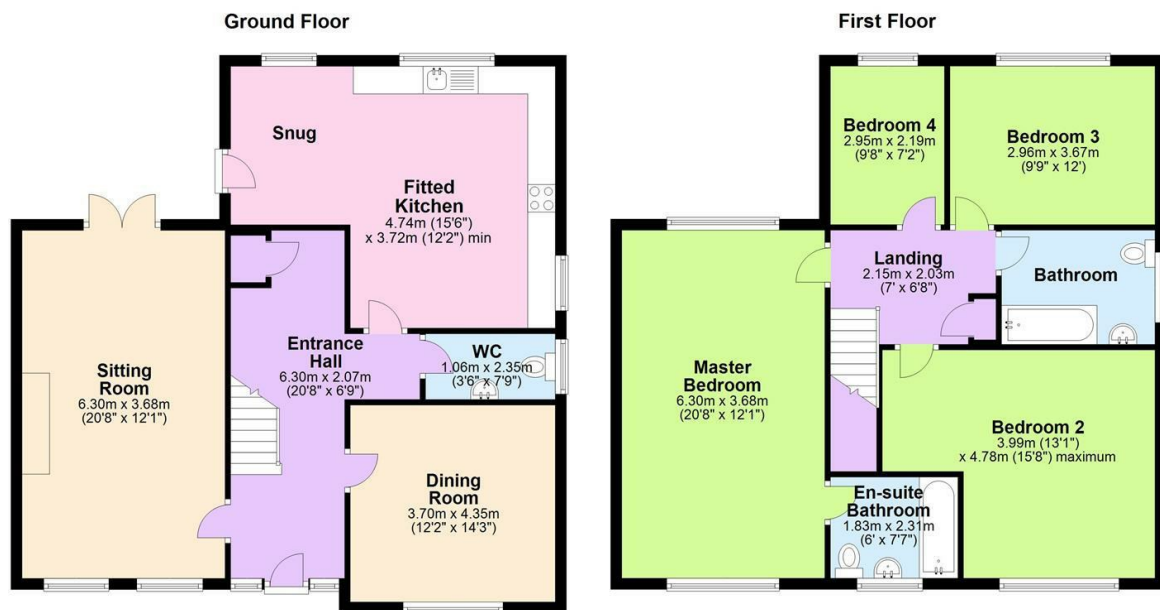 Ground Floor
Snug
Fitted
Kitchen
4.74m (15'6")
x 3.72m (12'2") min
Sitting
Room
6.30m x 3.68m
(20'8" x 12'1")
Entrance
Hall
6.30m x 2.07m
(20'8" x 6'9")
WC
1.06m x 2.35m
(3'6" x 7'9")
Dining
Room
3.70m x 4.35m
(12'2" x 14'3")
First Floor
Bedroom 4
2.95m x 2.19m
(9'8" x 7'2")
Bedroom 3
2.96m x 3.67m
(9'9" x 12')
Landing
2.15m x 2.03m
(7' x 6'8")
Bathroom
Master
Bedroom
6.30m x 3.68m
(20'8" x 12'1")
Bedroom 2
3.99m (13'1")
x 4.78m (15'8") maximum
En-suite
Bathroom
1.83m x 2.31m
(6' x 7'7")